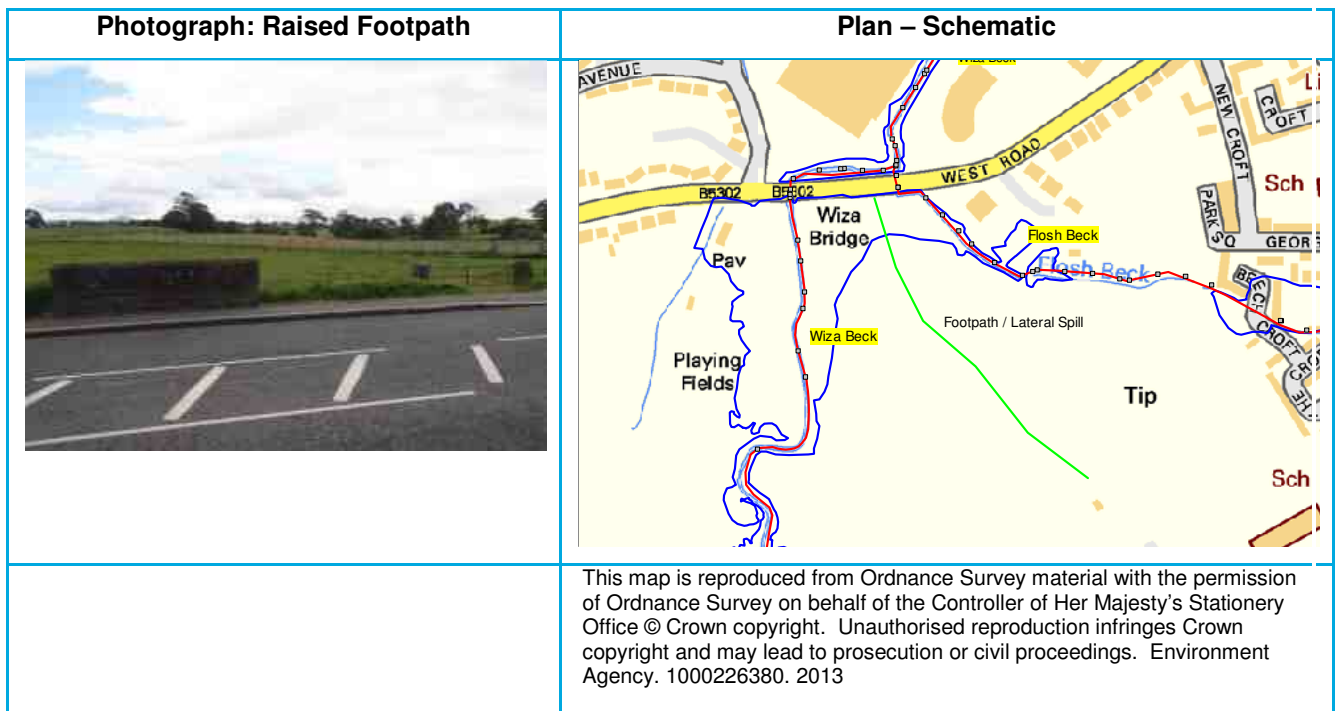 Photograph: Raised Footpath
Plan – Schematic
AVENUE
Wiza Beck
NEW CROFT
CROFT
Li
WEST ROAD
B5302
B5302
Sch
PARK SQ
GEOR
Wiza
Bridge
Flosh Beck
Flosh Beck
Pav
BEECH CROFT
Footpath / Lateral Spill
Wiza Beck
Playing
Fields
Tip
Sch
This map is reproduced from Ordnance Survey material with the permission
of Ordnance Survey on behalf of the Controller of Her Majesty's Stationery
Office © Crown copyright.  Unauthorised reproduction infringes Crown
copyright and may lead to prosecution or civil proceedings.  Environment
Agency. 1000226380. 2013